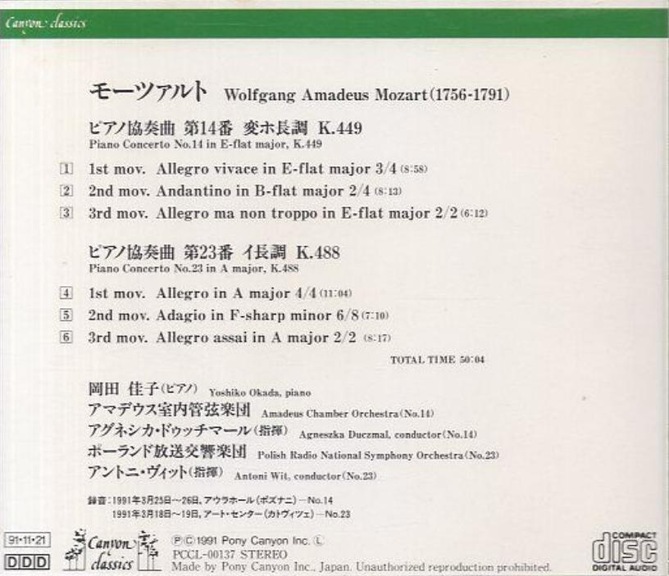 Canyon classics
モーツァルト Wolfgang Amadeus Mozart(1756-1791)
ピアノ協奏曲 第14番 変ホ長調 K.449
Piano Concerto No.14 in E-flat major, K.449
1 1st mov. Allegro vivace in E-flat major 3/4 (8:58)
2 2nd mov. Andantino in B-flat major 2/4 (8:13)
3 3rd mov. Allegro ma non troppo in E-flat major 2/2 (6:12)
ピアノ協奏曲 第23番 イ長調 K.488
Piano Concerto No.23 in A major, K.488
4 1st mov. Allegro in A major 4/4 (11:04)
5 2nd mov. Adagio in F-sharp minor 6/8 (7:10)
6 3rd mov. Allegro assai in A major 2/2 (8:17)
TOTAL TIME 50:04
岡田 佳子(ピアノ) Yoshiko Okada, piano
アマデウス室内管弦楽団 Amadeus Chamber Orchestra(No.14)
アグネシカ・ドゥッチマール(指揮) Agneszka Duczmal, conductor(No.14)
ポーランド放送交響楽団 Polish Radio National Symphony Orchestra(No.23)
アントニ・ヴィット(指揮) Antoni Wit, conductor(No.23)
録音:1991年3月25日〜26日, アウラホール(ポズナニ)—No.14
1991年3月18日〜19日, アート・センター(カトヴィツェ)—No.23
91・11・21
DDD
Canyon classics
Ⓟ©1991 Pony Canyon Inc. Ⓛ
PCCL-00137 STEREO
Made by Pony Canyon Inc., Japan. Unauthorized reproduction prohibited.
COMPACT
disc
DIGITAL AUDIO